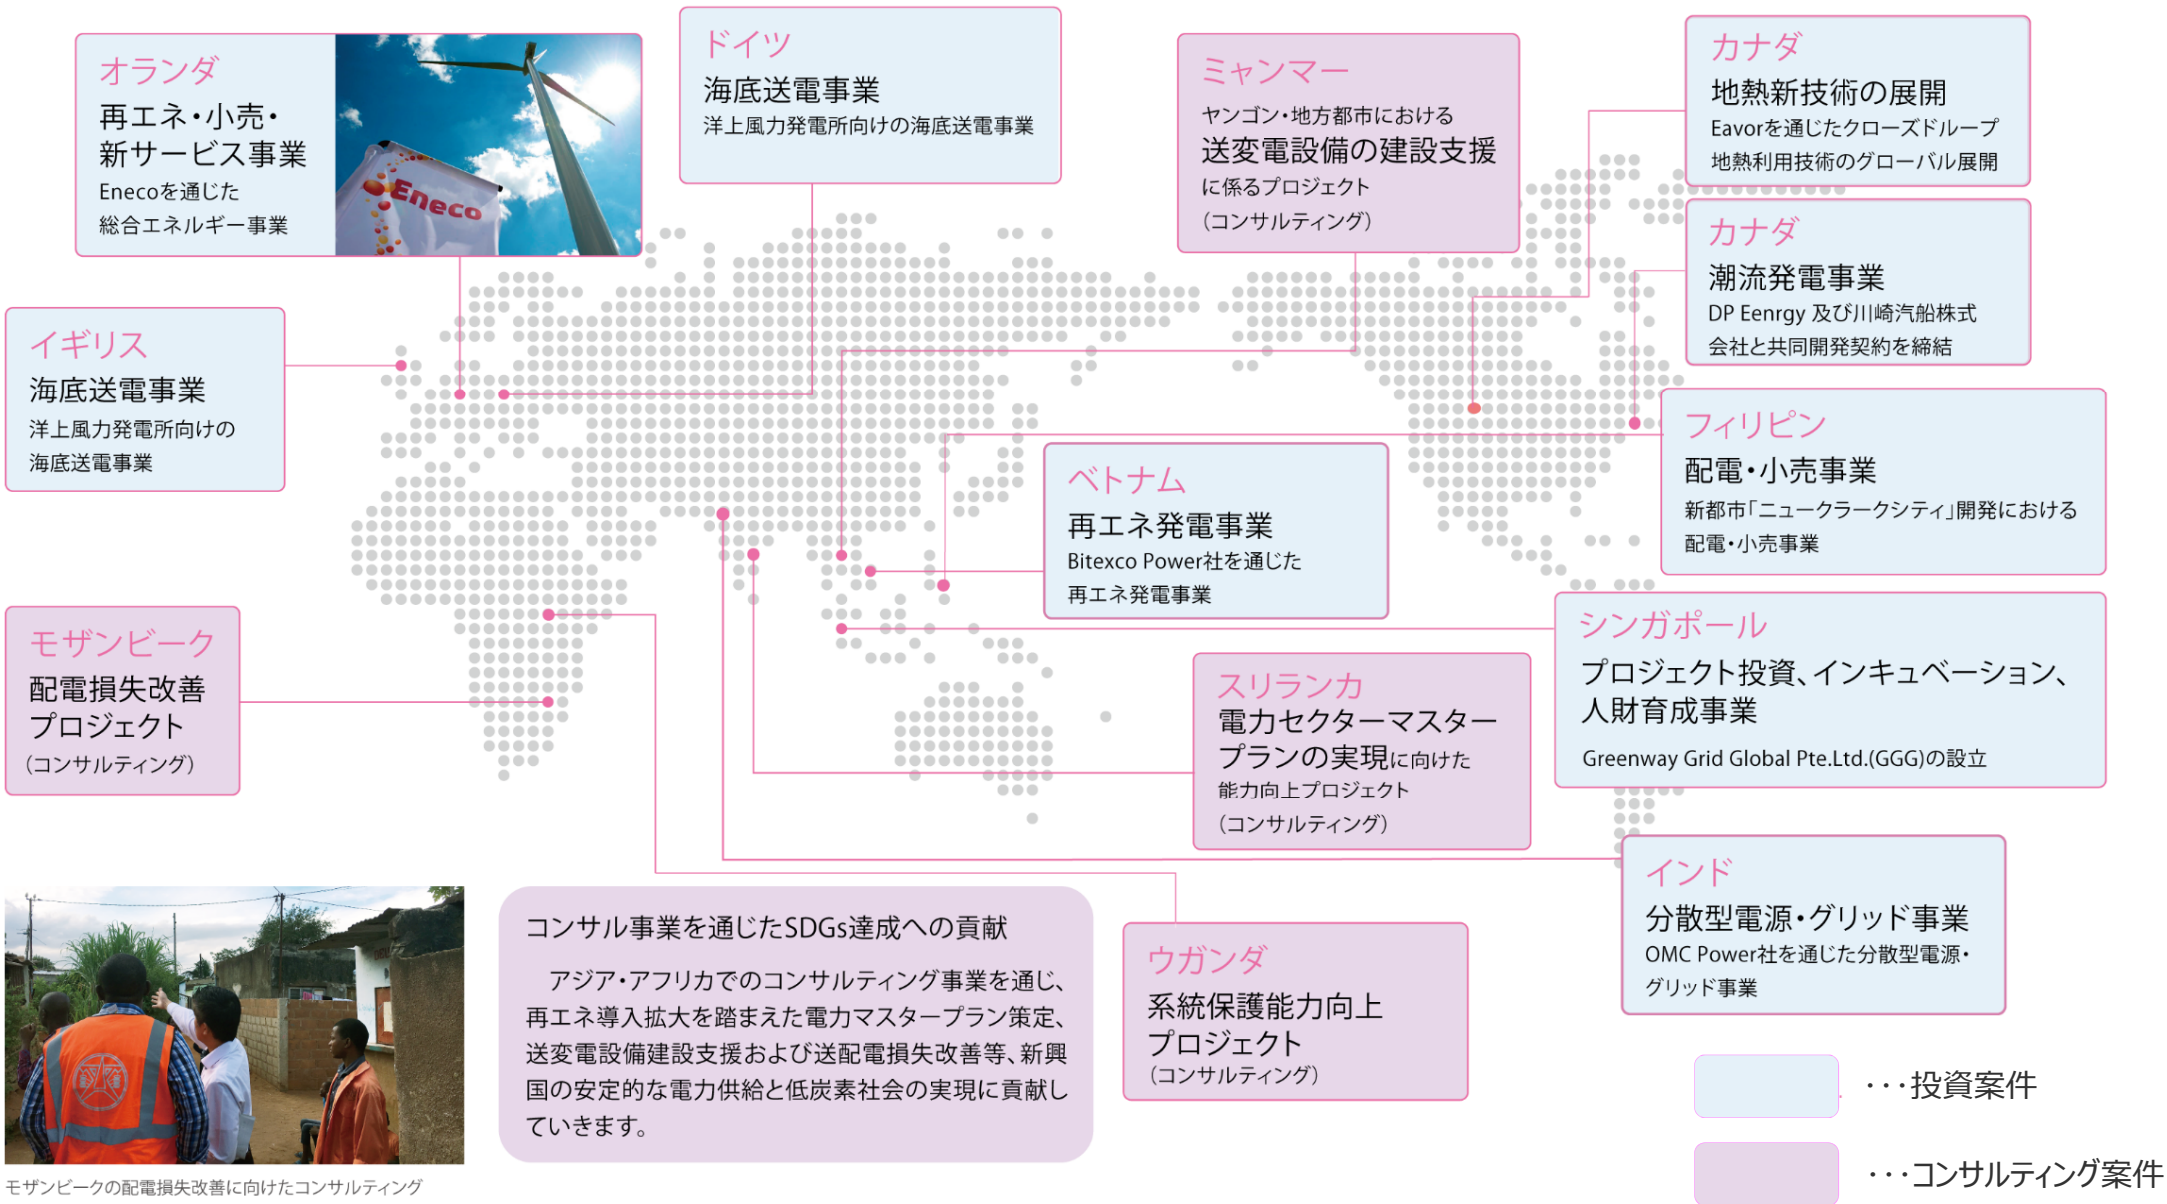 オランダ
再エネ・小売・
新サービス事業
Enecoを通じた
総合エネルギー事業
Eneco
ドイツ
海底送電事業
洋上風力発電所向けの海底送電事業
ミャンマー
ヤンゴン・地方都市における
送変電設備の建設支援
に係るプロジェクト
（コンサルティング）
カナダ
地熱新技術の展開
Eavorを通じたクローズドループ
地熱利用技術のグローバル展開
カナダ
潮流発電事業
DP Eenrgy 及び川崎汽船株式
会社と共同開発契約を締結
イギリス
海底送電事業
洋上風力発電所向けの
海底送電事業
フィリピン
配電・小売事業
新都市「ニュークラークシティ」開発における
配電・小売事業
ベトナム
再エネ発電事業
Bitexco Power社を通じた
再エネ発電事業
モザンビーク
配電損失改善
プロジェクト
（コンサルティング）
シンガポール
プロジェクト投資、インキュベーション、
人財育成事業
Greenway Grid Global Pte.Ltd.(GGG)の設立
スリランカ
電力セクターマスター
プランの実現に向けた
能力向上プロジェクト
（コンサルティング）
インド
分散型電源・グリッド事業
OMC Power社を通じた分散型電源・
グリッド事業
ウガンダ
系統保護能力向上
プロジェクト
（コンサルティング）
コンサル事業を通じたSDGs達成への貢献
アジア・アフリカでのコンサルティング事業を通じ、
再エネ導入拡大を踏まえた電力マスタープラン策定、
送変電設備建設支援および送配電損失改善等、新興
国の安定的な電力供給と低炭素社会の実現に貢献し
ていきます。
モザンビークの配電損失改善に向けたコンサルティング
・・・投資案件
・・・コンサルティング案件